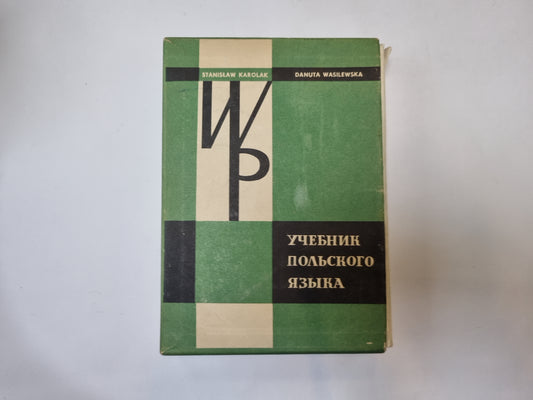 STANISŁAW KAROLAK DANUTA WASILEWSKA
WP
УЧЕБНИК
ПОЛЬСКОГО
ЯЗЫКА